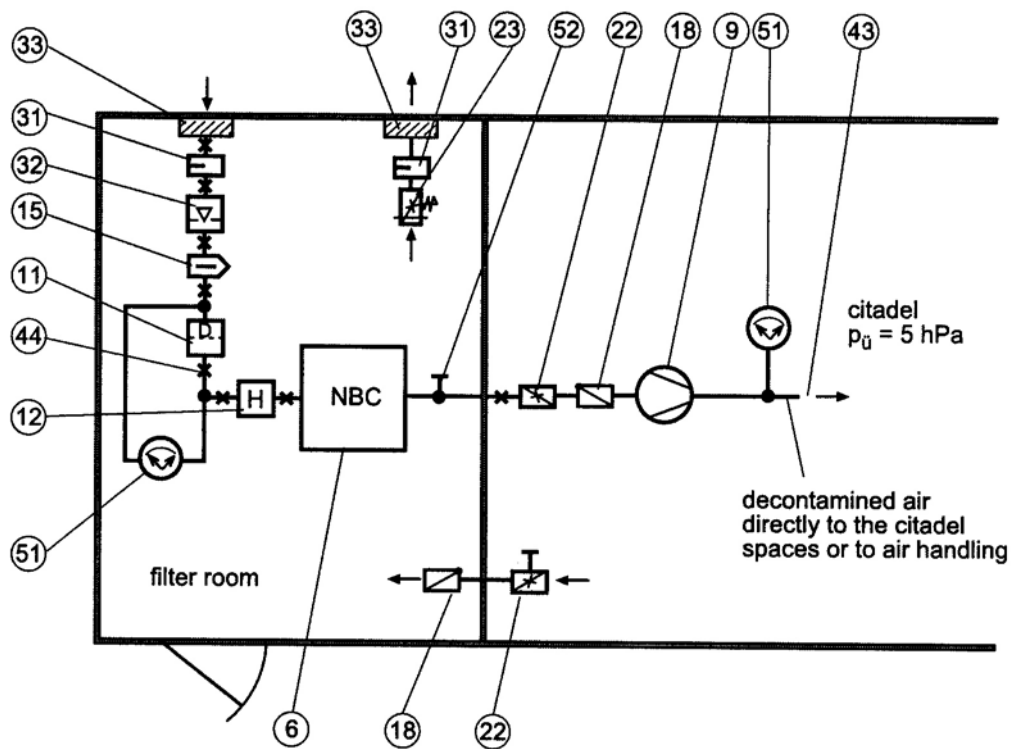 33
31
23
52
22
18
9
51
43
31
33
32
15
D
11
citadel
pü = 5 hPa
44
12
H
NBC
decontamined air
directly to the citadel
spaces or to air handling
51
filter room
6
18
22